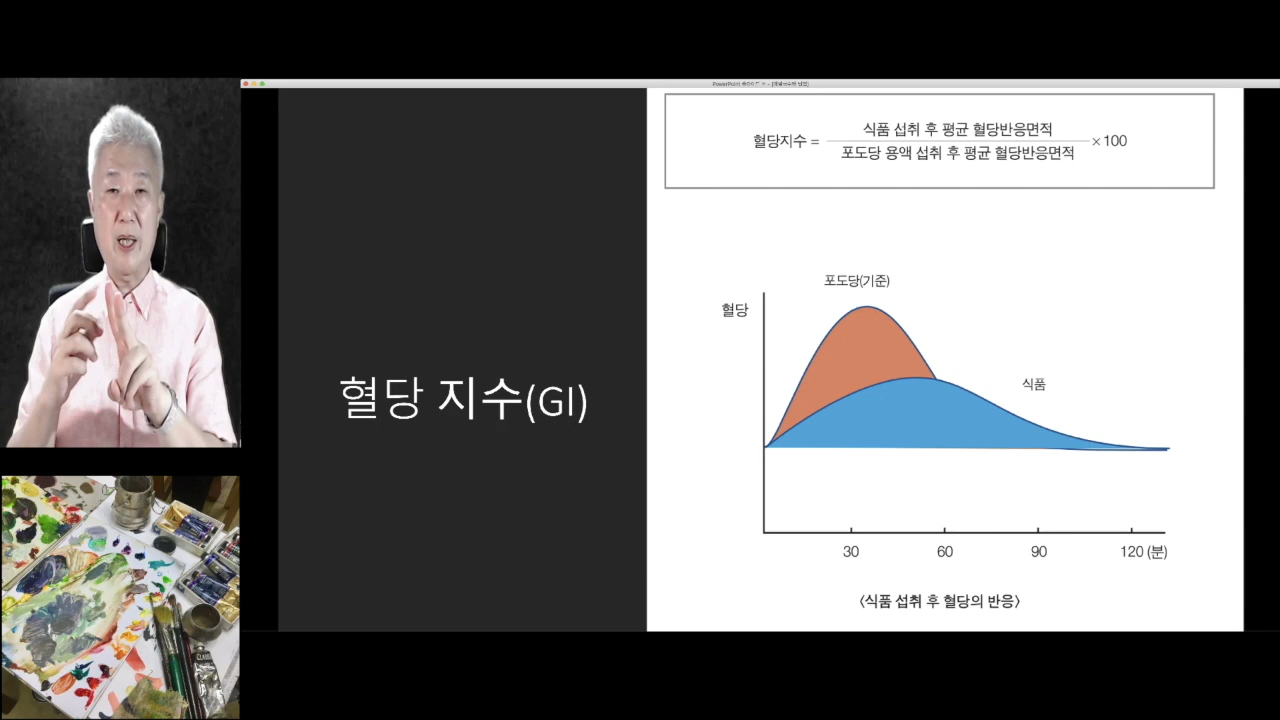 혈당 지수(GI)
혈당지수 = 식품 섭취 후 평균 혈당반응면적 × 100
포도당 용액 섭취 후 평균 혈당반응면적
포도당(기준)
혈당
식품
30 60 90 120 (분)
〈식품 섭취 후 혈당의 반응〉